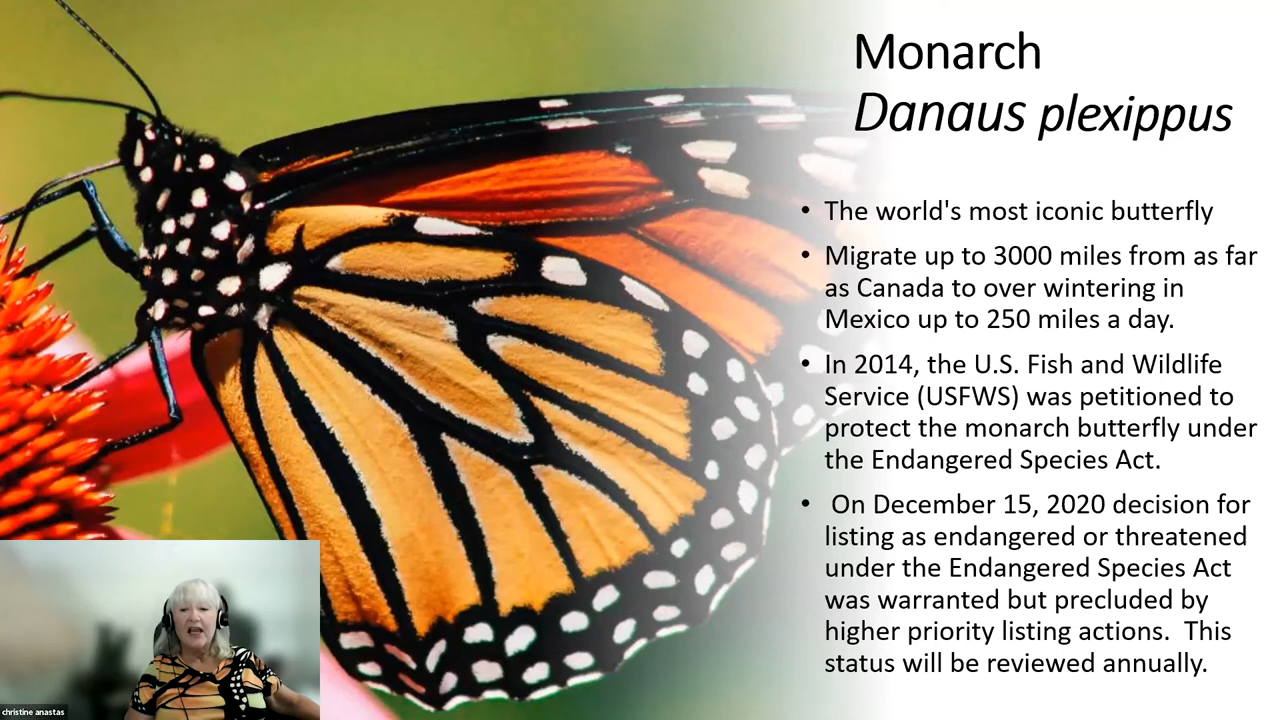 Monarch
Danaus plexippus
• The world's most iconic butterfly
• Migrate up to 3000 miles from as far
as Canada to over wintering in
Mexico up to 250 miles a day.
• In 2014, the U.S. Fish and Wildlife
Service (USFWS) was petitioned to
protect the monarch butterfly under
the Endangered Species Act.
• On December 15, 2020 decision for
listing as endangered or threatened
under the Endangered Species Act
was warranted but precluded by
higher priority listing actions.  This
status will be reviewed annually.
christine anastas